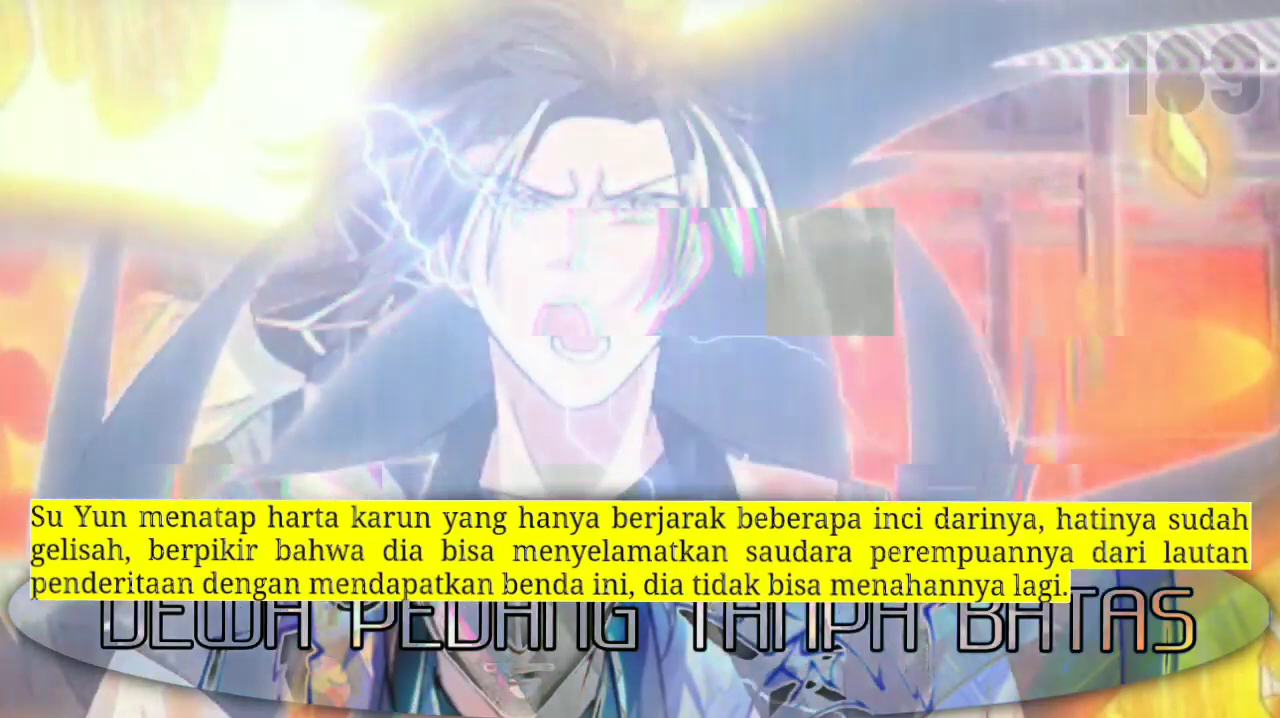 189
Su Yun menatap harta karun yang hanya berjarak beberapa inci darinya, hatinya sudah
gelisah, berpikir bahwa dia bisa menyelamatkan saudara perempuannya dari lautan
penderitaan dengan mendapatkan benda ini, dia tidak bisa menahannya lagi.
DEWA PEDANG TANPA BATAS